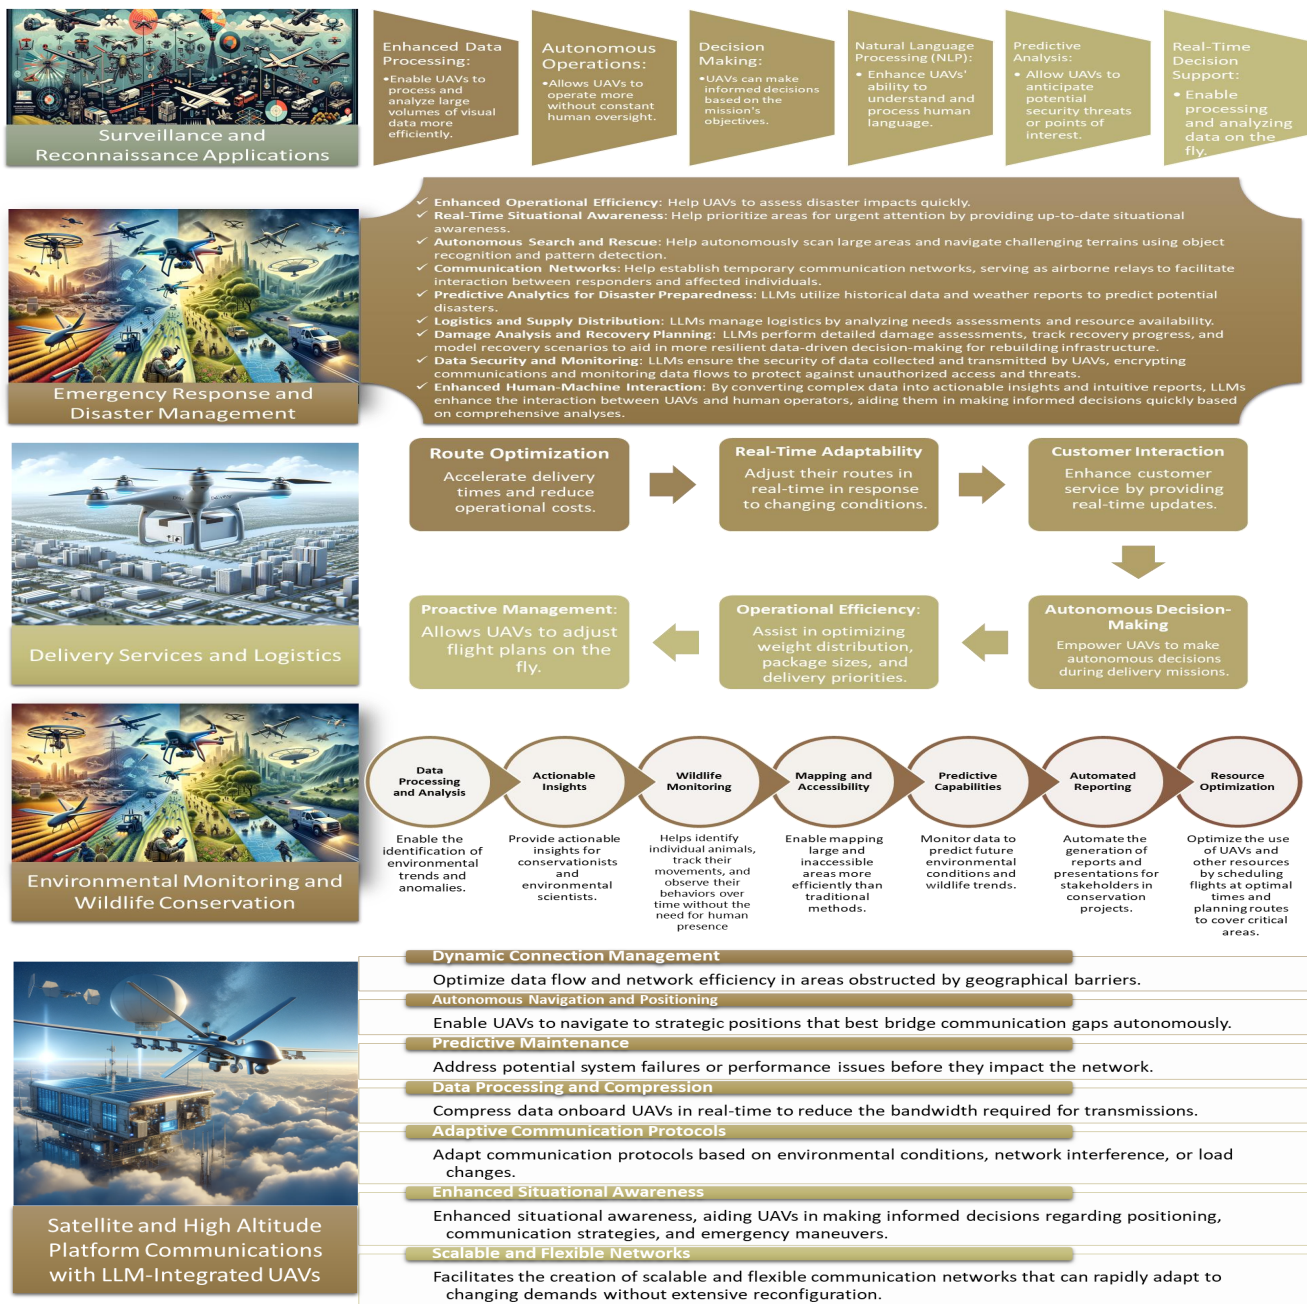 Surveillance and
Reconnaissance Applications
Enhanced Data
Processing:
•Enable UAVs to
process and
analyze large
volumes of visual
data more
efficiently.
Autonomous
Operations:
•Allows UAVs to
operate more
without constant
human oversight.
Decision
Making:
•UAVs can make
informed decisions
based on the
mission's
objectives.
Natural Language
Processing (NLP):
• Enhance UAVs'
ability to
understand and
process human
language.
Predictive
Analysis:
• Allow UAVs to
anticipate
potential
security threats
or points of
interest.
Real-Time
Decision
Support:
• Enable
processing
and analyzing
data on the
fly.
Emergency Response and
Disaster Management
✓ Enhanced Operational Efficiency: Help UAVs to assess disaster impacts quickly.
✓ Real-Time Situational Awareness: Help prioritize areas for urgent attention by providing up-to-date situational
awareness.
✓ Autonomous Search and Rescue: Help autonomously scan large areas and navigate challenging terrains using object
recognition and pattern detection.
✓ Communication Networks: Help establish temporary communication networks, serving as airborne relays to facilitate
interaction between responders and affected individuals.
✓ Predictive Analytics for Disaster Preparedness: LLMs utilize historical data and weather reports to predict potential
disasters.
✓ Logistics and Supply Distribution: LLMs manage logistics by analyzing needs assessments and resource availability.
✓ Damage Analysis and Recovery Planning: LLMs perform detailed damage assessments, track recovery progress, and
model recovery scenarios to aid in more resilient data-driven decision-making for rebuilding infrastructure.
✓ Data Security and Monitoring: LLMs ensure the security of data collected and transmitted by UAVs, encrypting
communications and monitoring data flows to protect against unauthorized access and threats.
✓ Enhanced Human-Machine Interaction: By converting complex data into actionable insights and intuitive reports, LLMs
enhance the interaction between UAVs and human operators, aiding them in making informed decisions quickly based
on comprehensive analyses.
Delivery Services and Logistics
Route Optimization
Accelerate delivery
times and reduce
operational costs.
Real-Time Adaptability
Adjust their routes in
real-time in response
to changing conditions.
Customer Interaction
Enhance customer
service by providing
real-time updates.
Autonomous Decision-
Making
Empower UAVs to make
autonomous decisions
during delivery missions.
Operational Efficiency:
Assist in optimizing
weight distribution,
package sizes, and
delivery priorities.
Proactive Management:
Allows UAVs to adjust
flight plans on the
fly.
Environmental Monitoring and
Wildlife Conservation
Data
Processing
and Analysis
Enable the
identification of
environmental
trends and
anomalies.
Actionable
Insights
Provide actionable
insights for
conservationists
and
environmental
scientists.
Wildlife
Monitoring
Helps identify
individual animals,
track their
movements, and
observe their
behaviors over
time without the
need for human
presence
Mapping and
Accessibility
Enable mapping
large and
inaccessible
areas more
efficiently than
traditional
methods.
Predictive
Capabilities
Monitor data to
predict future
environmental
conditions and
wildlife trends.
Automated
Reporting
Automate the
generation of
reports and
presentations for
stakeholders in
conservation
projects.
Resource
Optimization
Optimize the use
of UAVs and
other resources
by scheduling
flights at optimal
times and
planning routes
to cover critical
areas.
Satellite and High Altitude
Platform Communications
with LLM-Integrated UAVs
Dynamic Connection Management
Optimize data flow and network efficiency in areas obstructed by geographical barriers.
Autonomous Navigation and Positioning
Enable UAVs to navigate to strategic positions that best bridge communication gaps autonomously.
Predictive Maintenance
Address potential system failures or performance issues before they impact the network.
Data Processing and Compression
Compress data onboard UAVs in real-time to reduce the bandwidth required for transmissions.
Adaptive Communication Protocols
Adapt communication protocols based on environmental conditions, network interference, or load
changes.
Enhanced Situational Awareness
Enhanced situational awareness, aiding UAVs in making informed decisions regarding positioning,
communication strategies, and emergency maneuvers.
Scalable and Flexible Networks
Facilitates the creation of scalable and flexible communication networks that can rapidly adapt to
changing demands without extensive reconfiguration.